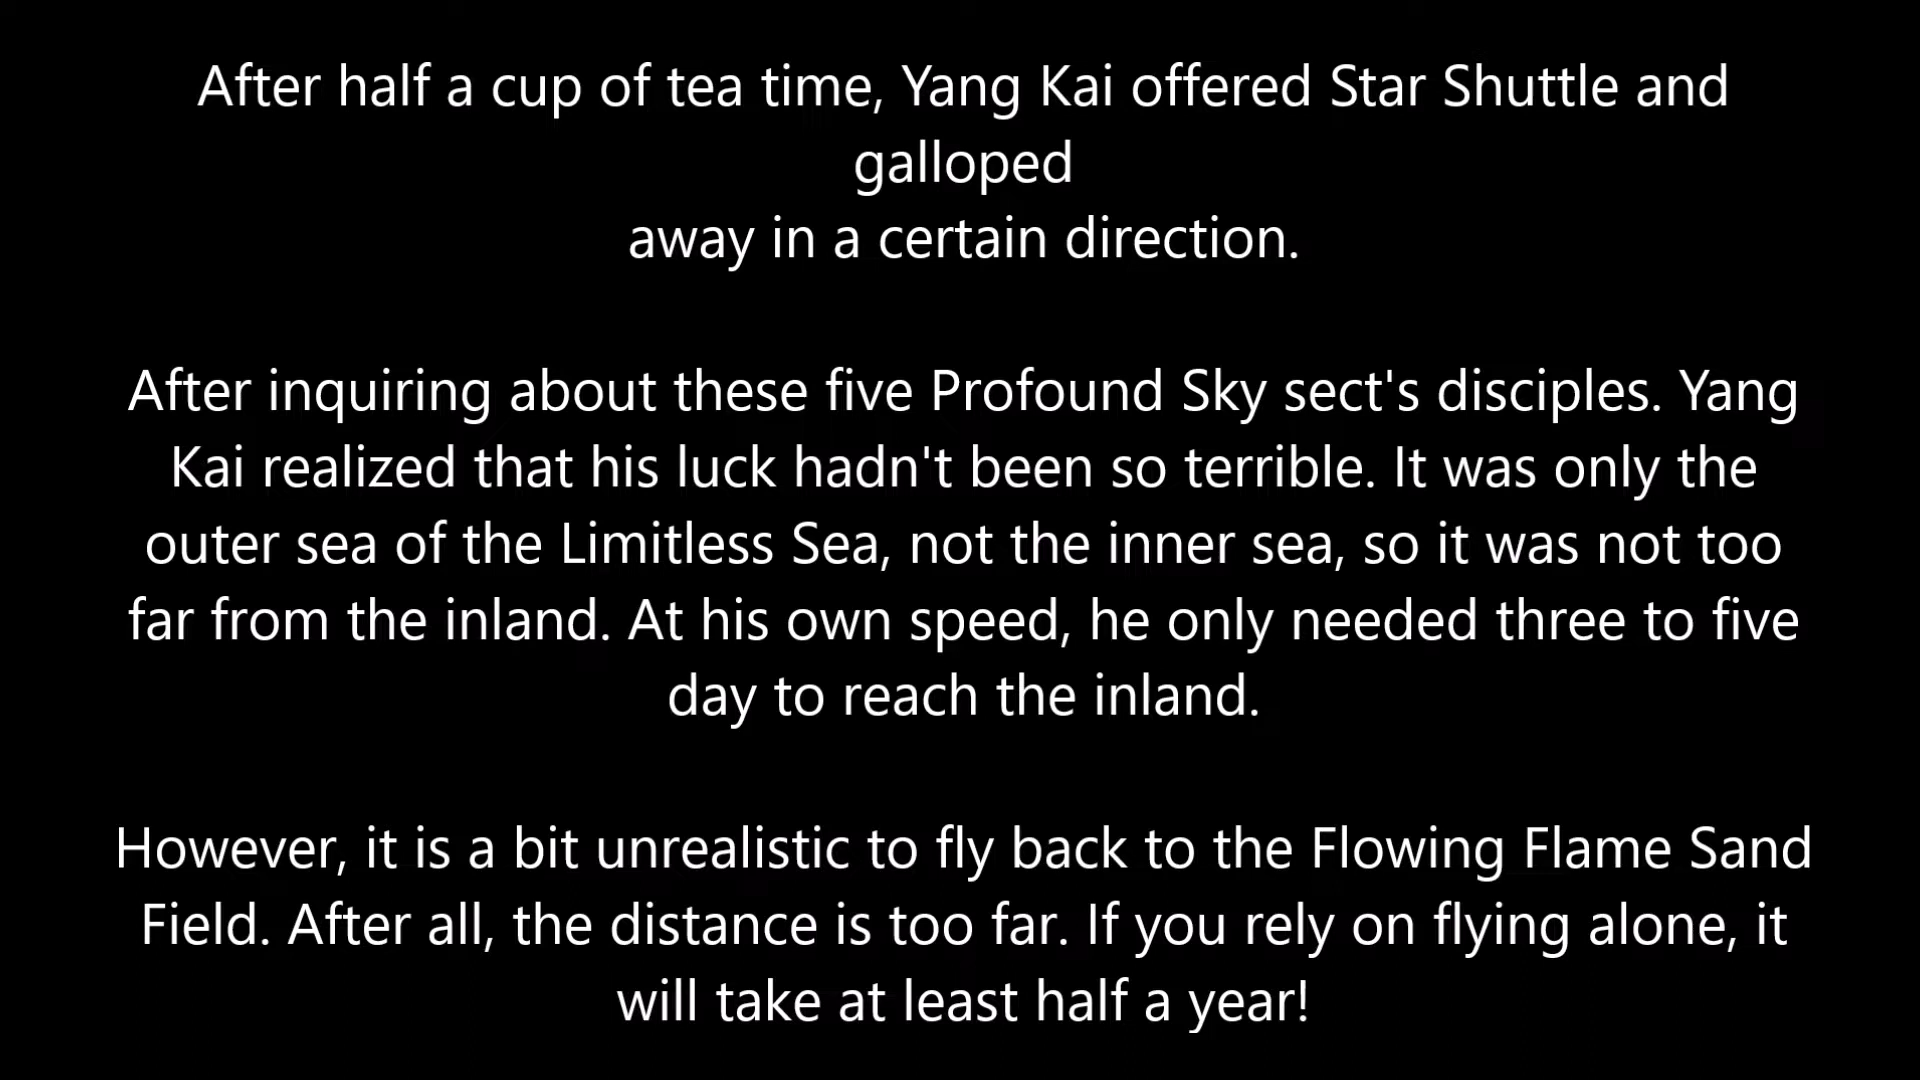 After half a cup of tea time, Yang Kai offered Star Shuttle and
galloped
away in a certain direction.
After inquiring about these five Profound Sky sect's disciples. Yang
Kai realized that his luck hadn't been so terrible. It was only the
outer sea of the Limitless Sea, not the inner sea, so it was not too
far from the inland. At his own speed, he only needed three to five
day to reach the inland.
However, it is a bit unrealistic to fly back to the Flowing Flame Sand
Field. After all, the distance is too far. If you rely on flying alone, it
will take at least half a year!